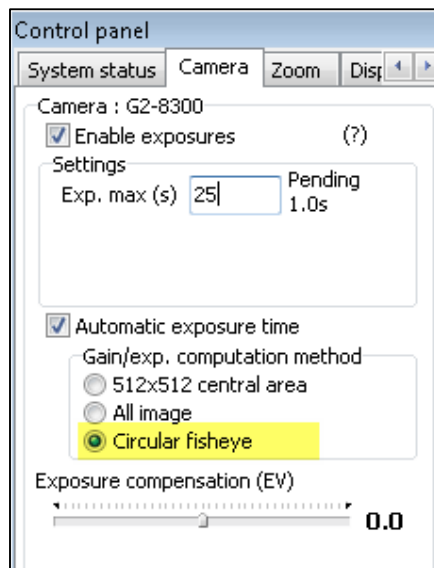 Control panel
System status Camera Zoom Disp
Camera : G2-8300
Enable exposures (?)
Settings
Exp. max (s) 25 Pending
1.0s
Automatic exposure time
Gain/exp. computation method
512x512 central area
All image
Circular fisheye
Exposure compensation (EV)
0.0